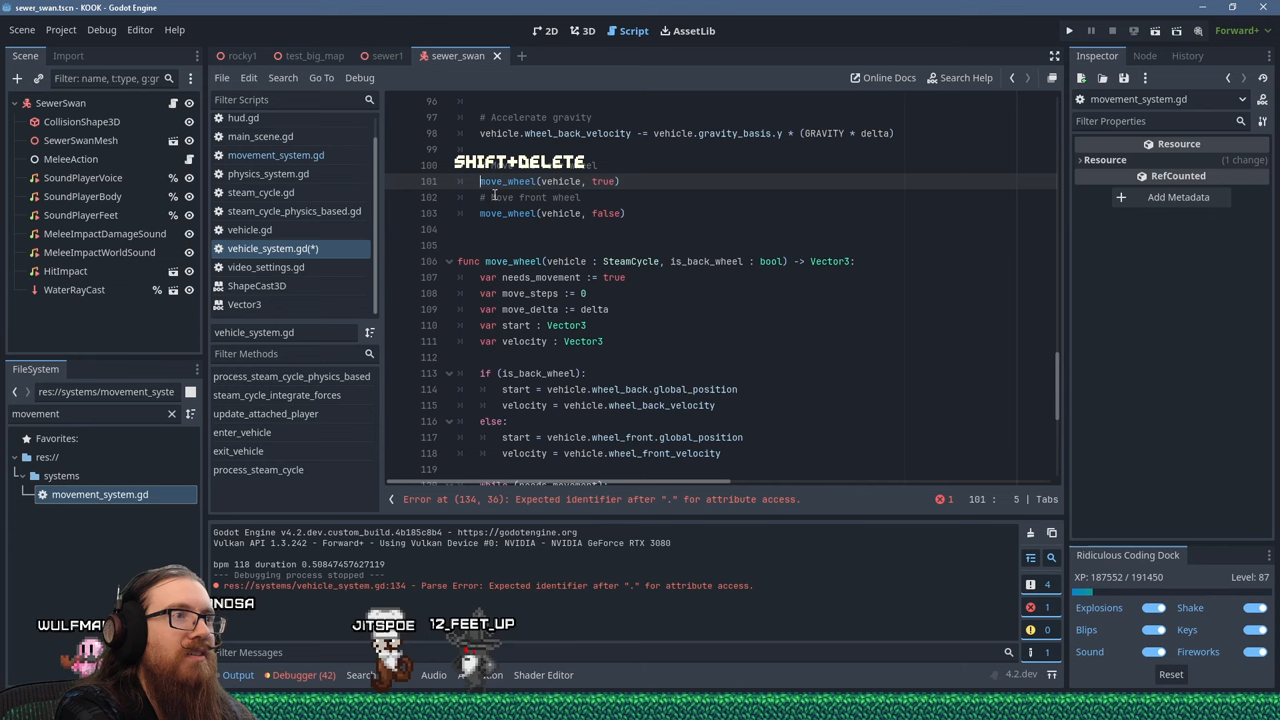 sewer_swan.tscn - KOOK - Godot Engine
Scene Project Debug Editor Help
2D 3D Script AssetLib
Forward+
Scene Import
rocky1 test_big_map sewer1 sewer_swan
Inspector Node History
Filter: name, t:type, g:gr
File Edit Search Go To Debug
Online Docs Search Help
SewerSwan
CollisionShape3D
SewerSwanMesh
MeleeAction
SoundPlayerVoice
SoundPlayerBody
SoundPlayerFeet
MeleeImpactDamageSound
MeleeImpactWorldSound
HitImpact
WaterRayCast
Filter Scripts
hud.gd
main_scene.gd
movement_system.gd
physics_system.gd
steam_cycle.gd
steam_cycle_physics_based.gd
vehicle.gd
vehicle_system.gd(*)
video_settings.gd
ShapeCast3D
Vector3
vehicle_system.gd
Filter Methods
process_steam_cycle_physics_based
steam_cycle_integrate_forces
update_attached_player
enter_vehicle
exit_vehicle
process_steam_cycle
96
97 # Accelerate gravity
98 vehicle.wheel_back_velocity -= vehicle.gravity_basis.y * (GRAVITY * delta)
99
SHIFT+DELETE
100
101 move_wheel(vehicle, true)
102 # Move front wheel
103 move_wheel(vehicle, false)
104
105
106 func move_wheel(vehicle : SteamCycle, is_back_wheel : bool) -> Vector3:
107 var needs_movement := true
108 var move_steps := 0
109 var move_delta := delta
110 var start : Vector3
111 var velocity : Vector3
112
113 if (is_back_wheel):
114 start = vehicle.wheel_back.global_position
115 velocity = vehicle.wheel_back_velocity
116 else:
117 start = vehicle.wheel_front.global_position
118 velocity = vehicle.wheel_front_velocity
119
Error at (134, 36): Expected identifier after "." for attribute access.
1 101 : 5 | Tabs
movement_system.gd
Filter Properties
Resource
Resource (1 change)
RefCounted
Add Metadata
FileSystem
res://systems/movement_syste
movement
Favorites:
res://
systems
movement_system.gd
Godot Engine v4.2.dev.custom_build.4b185c8b4 - https://godotengine.org
Vulkan API 1.3.242 - Forward+ - Using Vulkan Device #0: NVIDIA - NVIDIA GeForce RTX 3080
bpm 118 duration 0.50847457627119
--- Debugging process stopped ---
res://systems/vehicle_system.gd:134 - Parse Error: Expected identifier after "." for attribute access.
4
1
0
1
Filter Messages
Output Debugger (42) Audio Shader Editor
4.2.dev
Ridiculous Coding Dock
XP: 187552 / 191450 Level: 87
Explosions Shake
Blips Keys
Sound Fireworks
Reset
JITSPOE 12_FEET_UP